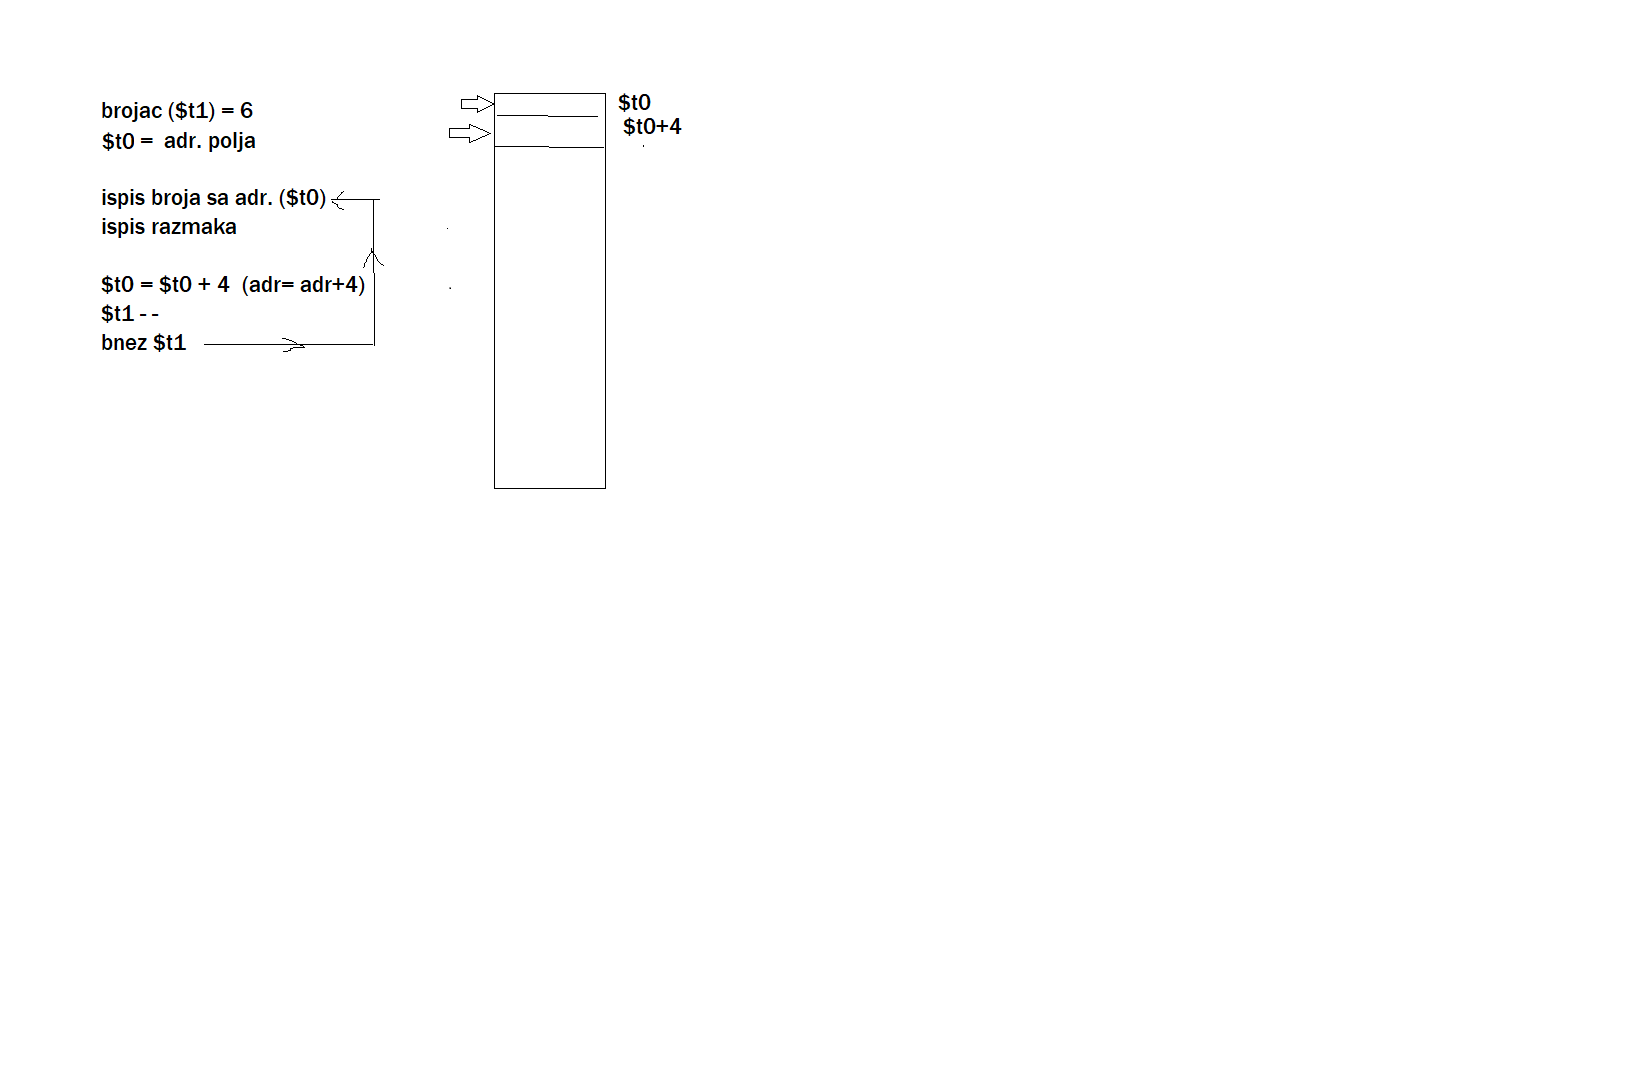 brojac ($t1) = 6
$t0 = adr. polja
ispis broja sa adr. ($t0)
ispis razmaka
$t0 = $t0 + 4 (adr= adr+4)
$t1 - -
bnez $t1
$t0
$t0+4